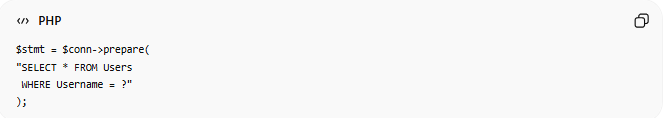 </> PHP
$stmt = $conn->prepare(
"SELECT * FROM Users
 WHERE Username = ?"
);